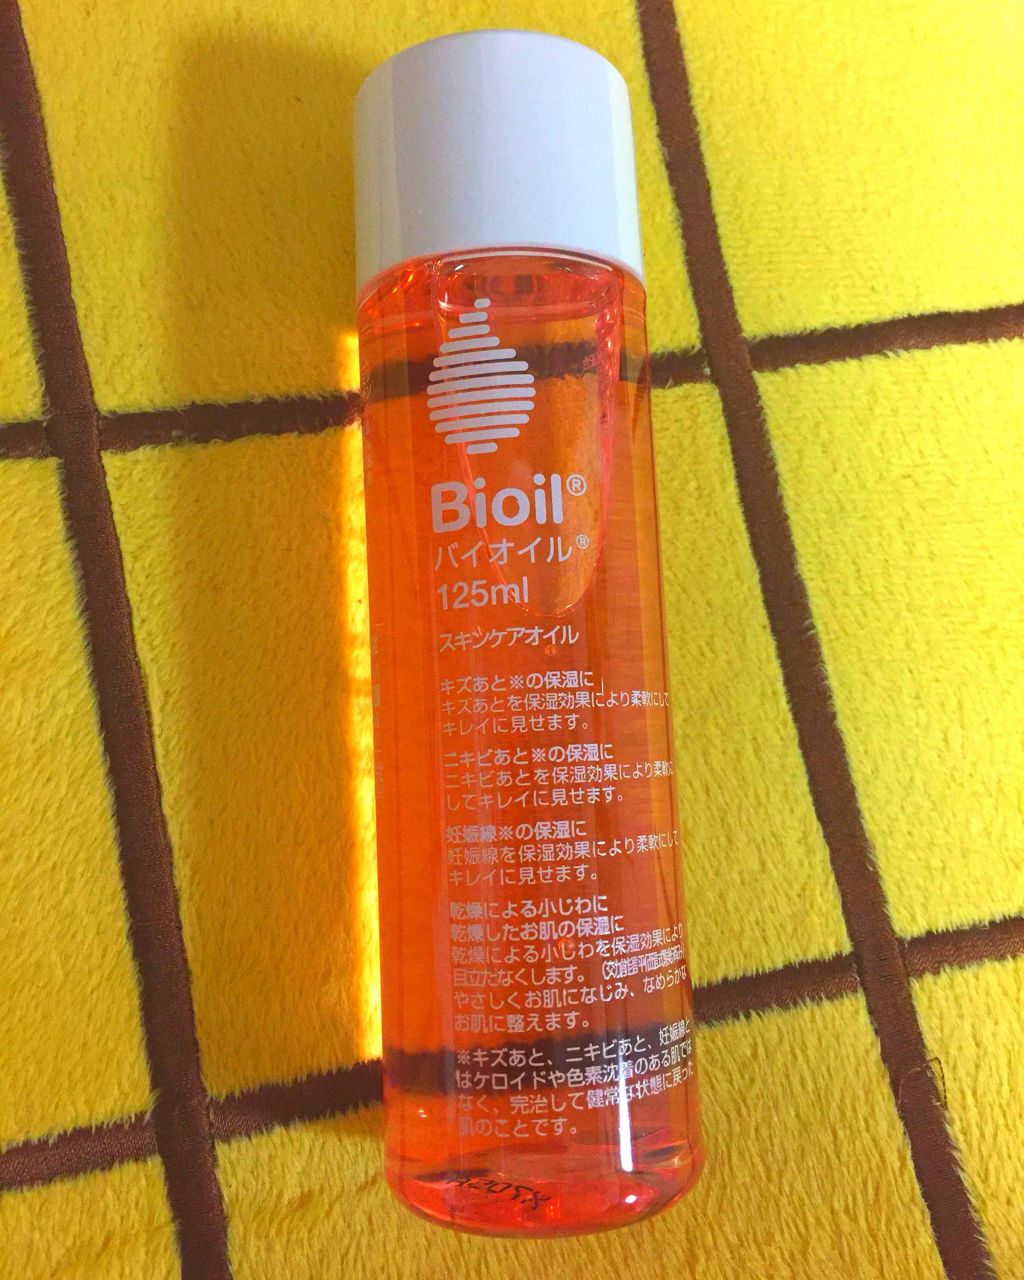 Bioil®
バイオイル®
125ml
スキンケアオイル
キズあと※の保湿に
キズあとを保湿効果により柔軟にして
キレイに見せます。
ニキビあと※の保湿に
ニキビあとを保湿効果により柔軟に
してキレイに見せます。
妊娠線※の保湿に
妊娠線を保湿効果により柔軟にして
キレイに見せます。
乾燥による小じわに
乾燥したお肌の保湿に
乾燥による小じわを保湿効果により
目立たなくします。(効能評価試験済み)
やさしくお肌になじみ、なめらかな
お肌に整えます。
※キズあと、ニキビあと、妊娠線と
はケロイドや色素沈着のある肌では
なく、完治して健常な状態に戻った
肌のことです。